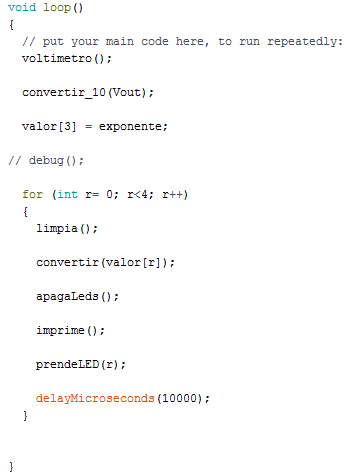 void loop()
{
// put your main code here, to run repeatedly:
voltimetro();
convertir_10(Vout);
valor[3] = exponente;
// debug();
for (int r= 0; r<4; r++)
{
limpia();
convertir(valor[r]);
apagaLeds();
imprime();
prendeLED(r);
delayMicroseconds(10000);
}
}